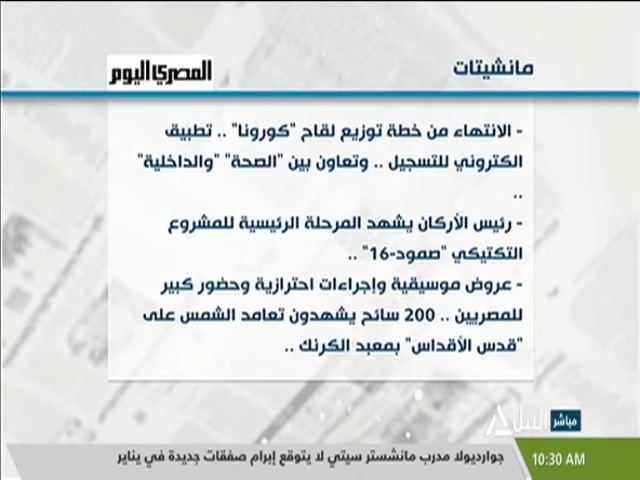 مانشيتات
المصري اليوم
- الانتهاء من خطة توزيع لقاح "كورونا" .. تطبيق
الكتروني للتسجيل .. وتعاون بين "الصحة" "والداخلية"
..
- رئيس الأركان يشهد المرحلة الرئيسية للمشروع
التكتيكي "صمود-16" ..
- عروض موسيقية وإجراءات احترازية وحضور كبير
للمصريين .. 200 سائح يشهدون تعامد الشمس على
"قدس الأقداس" بمعبد الكرنك ..
مباشر النيل
جوارديولا مدرب مانشستر سيتي لا يتوقع إبرام صفقات جديدة في يناير
10:30 AM